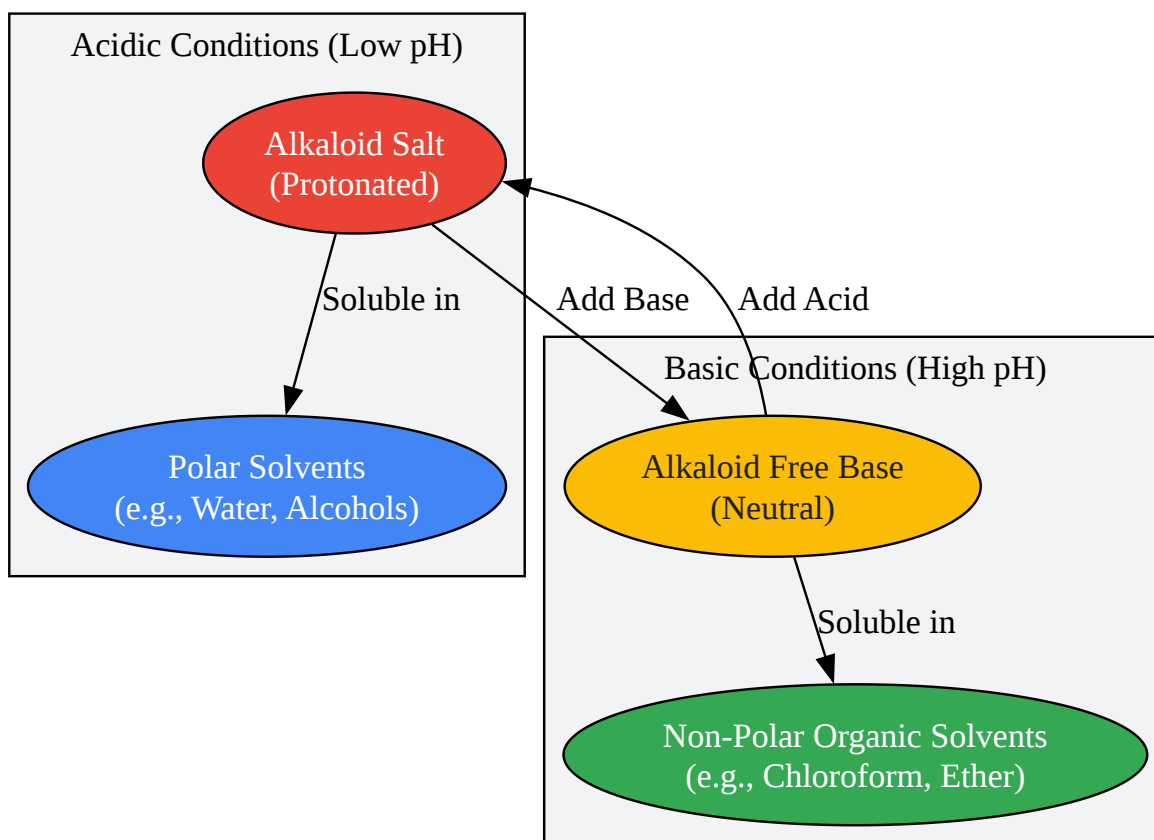 Acidic Conditions (Low pH)
Alkaloid Salt
(Protonated)
Soluble in
Add Base
Add Acid
Basic Conditions (High pH)
Polar Solvents
(e.g., Water, Alcohols)
Alkaloid Free Base
(Neutral)
Soluble in
Non-Polar Organic Solvents
(e.g., Chloroform, Ether)